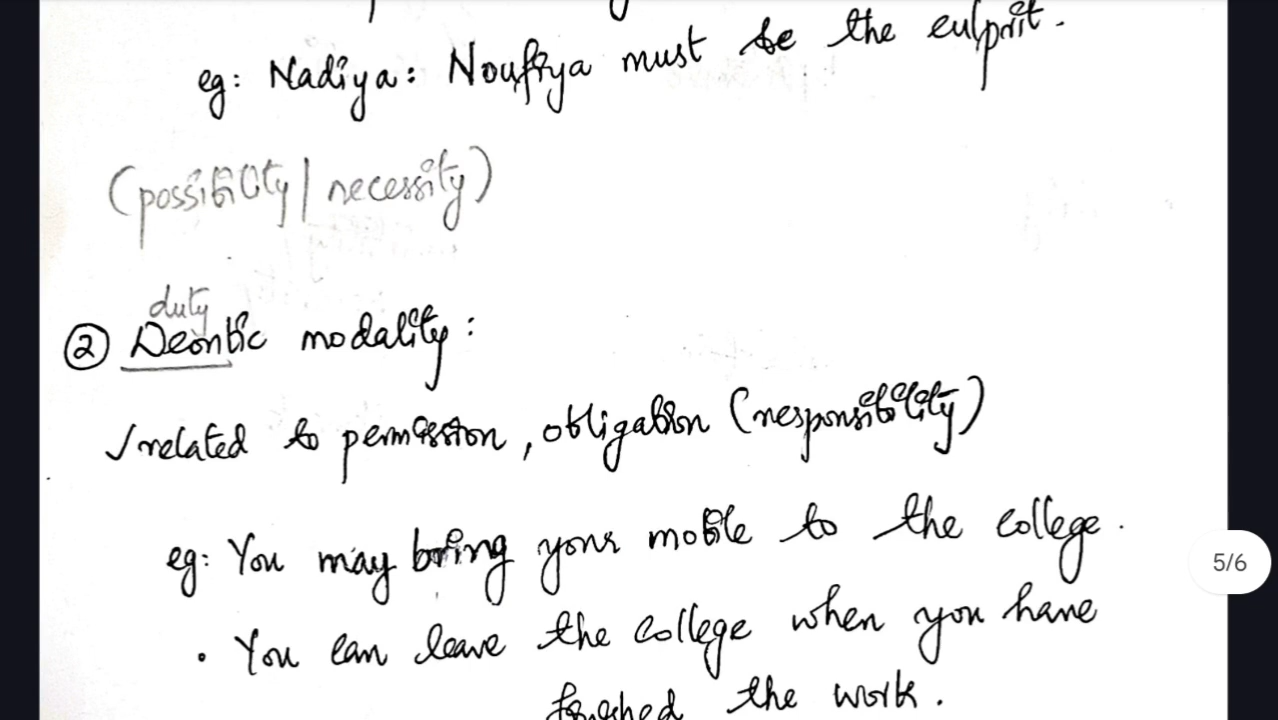 eg: Nadiya: Noufiya must be the culprit.
(possibility | necessity)
duty
② Deontic modality:
✓related to permission, obligation (responsibility)
eg: You may bring your mobile to the college.
• You can leave the college when you have
finished the work.
5/6